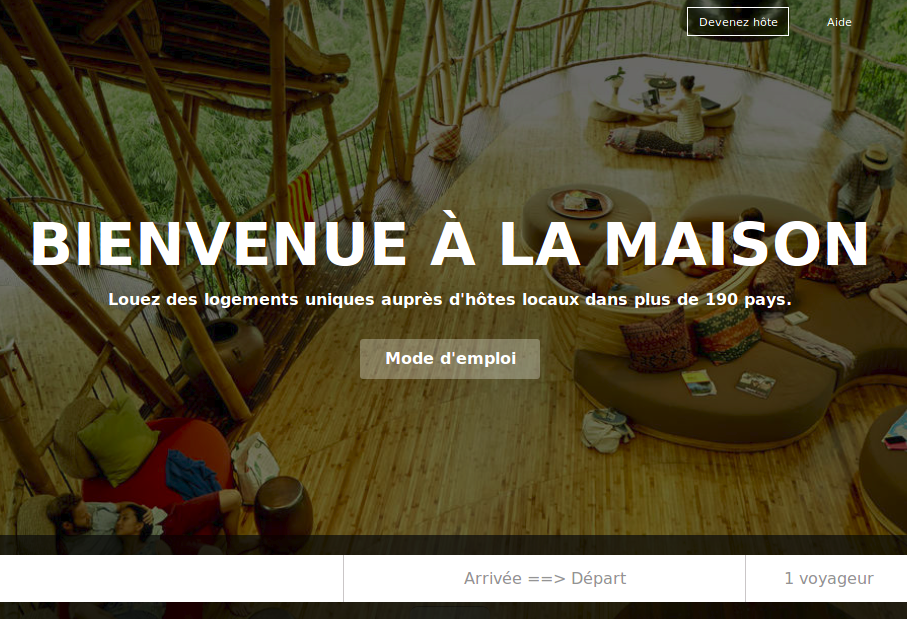 Devenez hôte
Aide
BIENVENUE À LA MAISON
Louez des logements uniques auprès d'hôtes locaux dans plus de 190 pays.
Mode d'emploi
Arrivée ==> Départ
1 voyageur